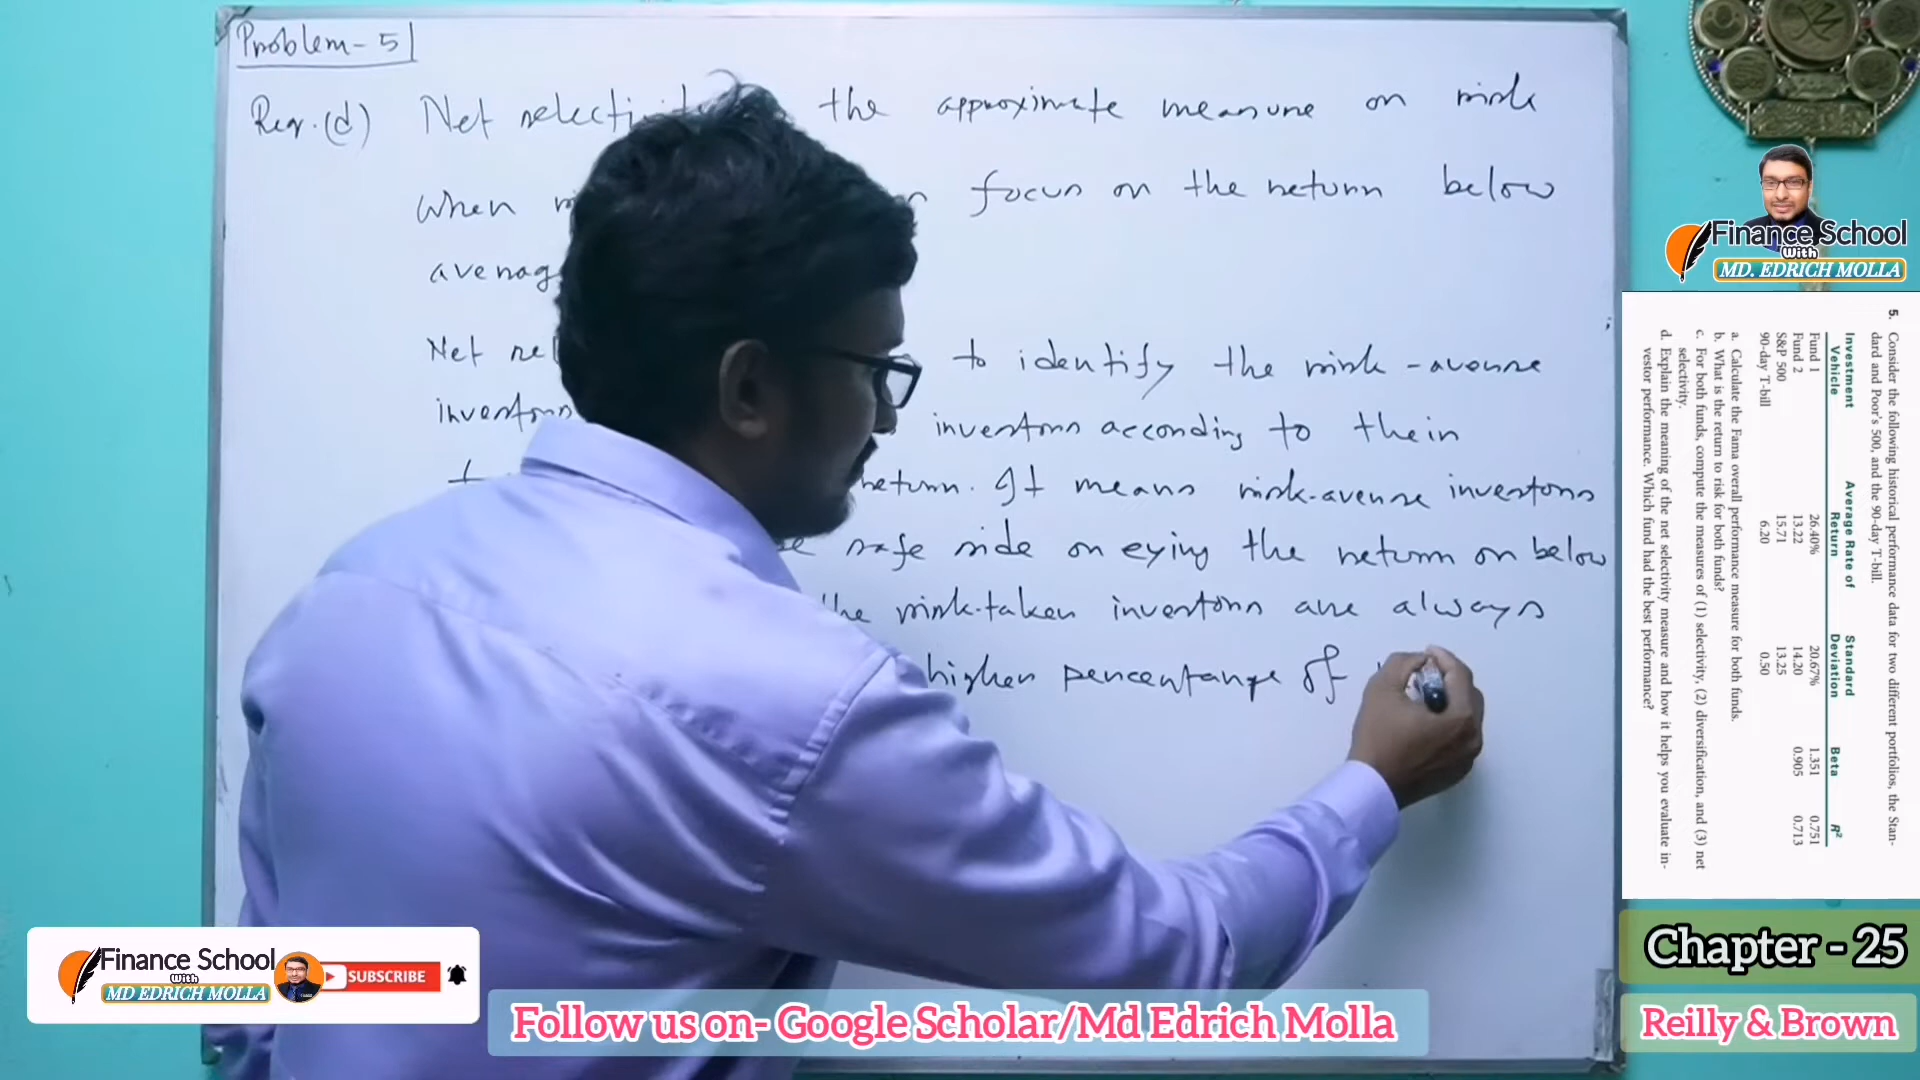 Problem-5
Req.(d) Net the approximate measure on risk
When focus on the return below
Net to identify the risk-averse
investors investors according to their
return. It means risk-averse investors
safe side on eying the return on below
the risk-taken investors are always
higher percentange of
Finance School
With
MD. EDRICH MOLLA
5. Consider the following historical performance data for two different portfolios, the Stan-
dard and Poor's 500, and the 90-day T-bill.
Investment Vehicle Average Rate of Return Standard Deviation Beta R²
Fund 1 26.40% 20.67% 1.351 0.751
Fund 2 13.22 14.20 0.905 0.713
S&P 500 15.71 13.25
90-day T-bill 6.20 0.50
a. Calculate the Fama overall performance measure for both funds.
b. What is the return to risk for both funds?
c. For both funds, compute the measures of (1) selectivity, (2) diversification, and (3) net
selectivity.
d. Explain the meaning of the net selectivity measure and how it helps you evaluate in-
vestor performance. Which fund had the best performance?
Chapter - 25
Reilly & Brown
Finance School
With
MD EDRICH MOLLA
SUBSCRIBE
Follow us on- Google Scholar/Md Edrich Molla